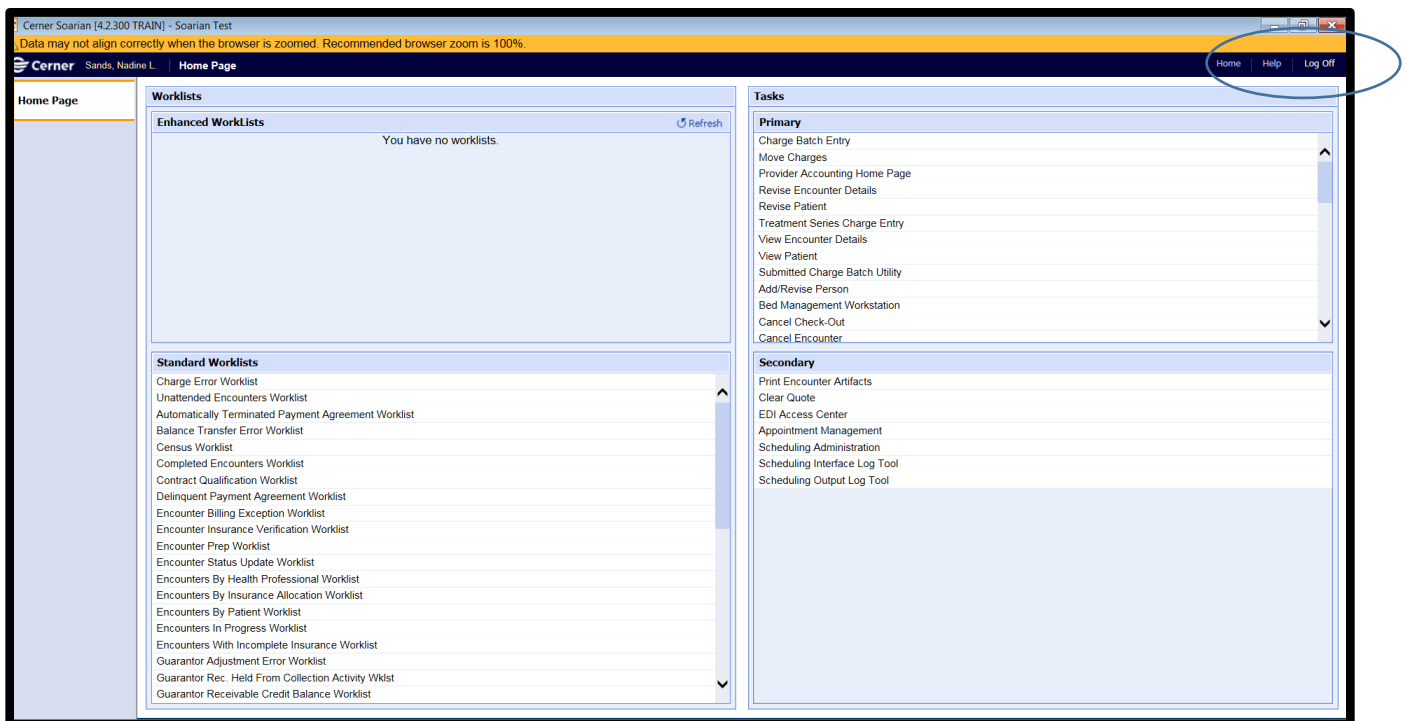 Cerner Soarian [4.2.300 TRAIN] - Soarian Test
Data may not align correctly when the browser is zoomed. Recommended browser zoom is 100%.
Cerner Sands, Nadine L. Home Page Home Help Log Off
Home Page
Worklists
Enhanced WorkLists Refresh
You have no worklists.
Standard Worklists
Charge Error Worklist
Unattended Encounters Worklist
Automatically Terminated Payment Agreement Worklist
Balance Transfer Error Worklist
Census Worklist
Completed Encounters Worklist
Contract Qualification Worklist
Delinquent Payment Agreement Worklist
Encounter Billing Exception Worklist
Encounter Insurance Verification Worklist
Encounter Prep Worklist
Encounter Status Update Worklist
Encounters By Health Professional Worklist
Encounters By Insurance Allocation Worklist
Encounters By Patient Worklist
Encounters In Progress Worklist
Encounters With Incomplete Insurance Worklist
Guarantor Adjustment Error Worklist
Guarantor Rec. Held From Collection Activity Wklst
Guarantor Receivable Credit Balance Worklist
Tasks
Primary
Charge Batch Entry
Move Charges
Provider Accounting Home Page
Revise Encounter Details
Revise Patient
Treatment Series Charge Entry
View Encounter Details
View Patient
Submitted Charge Batch Utility
Add/Revise Person
Bed Management Workstation
Cancel Check-Out
Cancel Encounter
Secondary
Print Encounter Artifacts
Clear Quote
EDI Access Center
Appointment Management
Scheduling Administration
Scheduling Interface Log Tool
Scheduling Output Log Tool